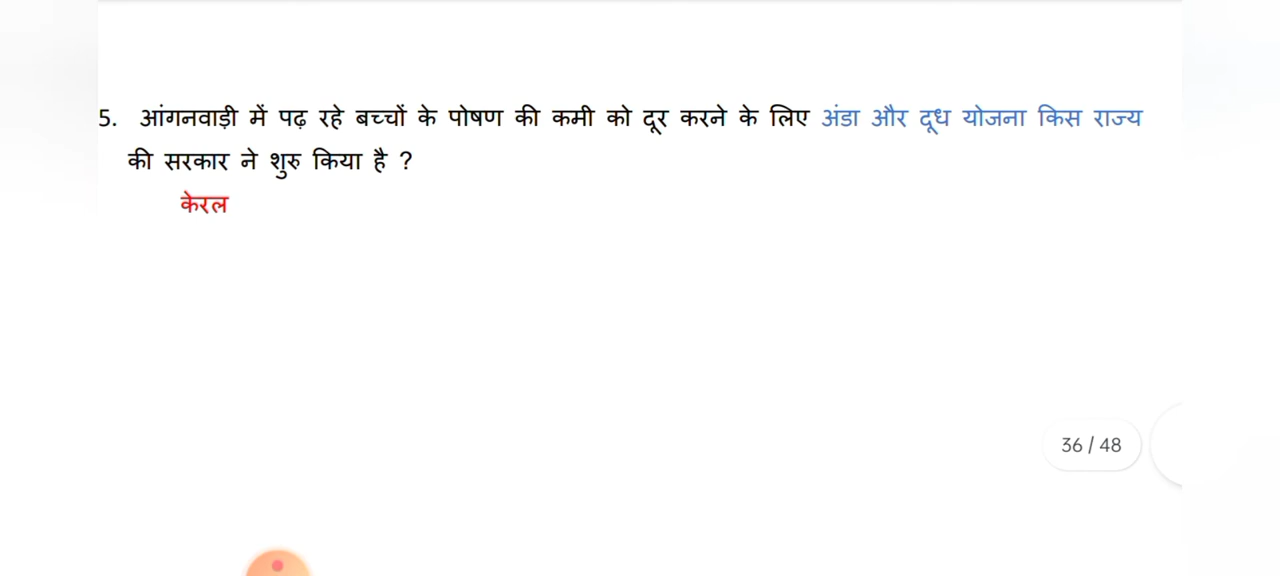 5. आंगनवाड़ी में पढ़ रहे बच्चों के पोषण की कमी को दूर करने के लिए अंडा और दूध योजना किस राज्य
की सरकार ने शुरु किया है ?
केरल
36 / 48